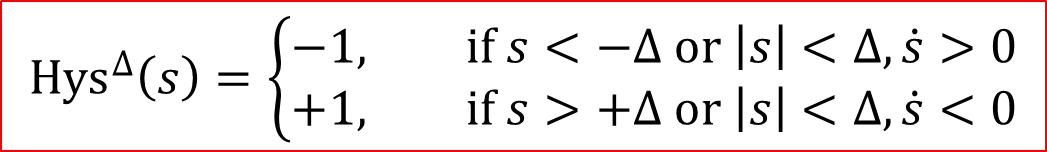 Hys^Δ(s) = {−1, if s < −Δ or |s| < Δ, ṡ > 0
+1, if s > +Δ or |s| < Δ, ṡ < 0